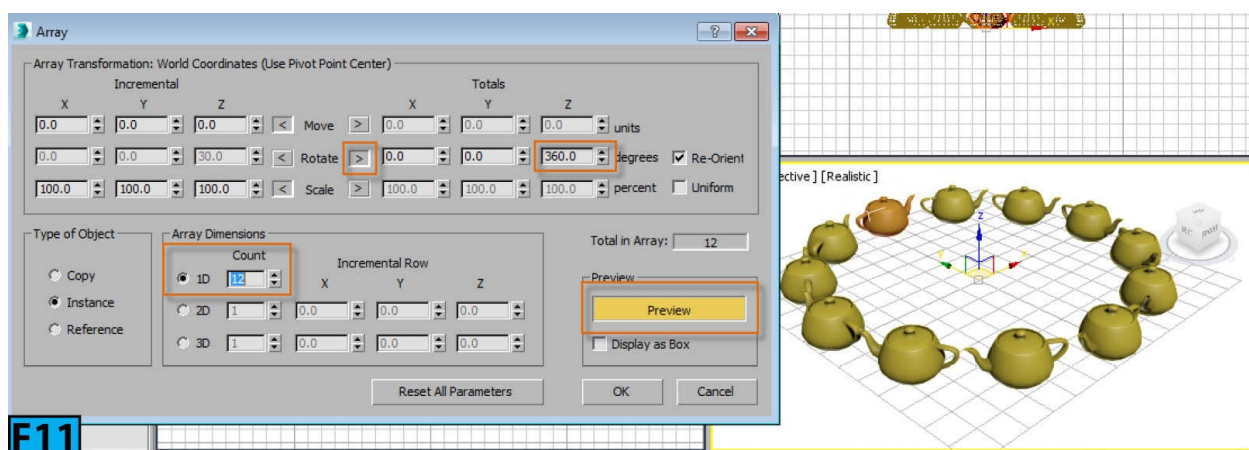 Array
Array Transformation: World Coordinates (Use Pivot Point Center)
Incremental Totals
X Y Z X Y Z
0.0 0.0 0.0 < Move > 0.0 0.0 0.0 units
0.0 0.0 30.0 < Rotate > 0.0 0.0 360.0 degrees Re-Orient
100.0 100.0 100.0 < Scale > 100.0 100.0 100.0 percent Uniform
Type of Object
Copy
Instance
Reference
Array Dimensions
Count
Incremental Row
1D 12 X Y Z
2D 1 0.0 0.0 0.0
3D 1 0.0 0.0 0.0
Total in Array: 12
Preview
Preview
Display as Box
Reset All Parameters OK Cancel
ective ] [Realistic ]
z
x
F11